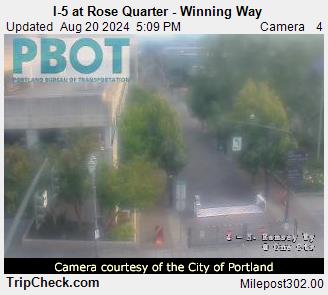 I-5 at Rose Quarter - Winning Way
Updated Aug 20 2024 5:09 PM Camera 4
PBOT
PORTLAND BUREAU OF TRANSPORTATION
Camera courtesy of the City of Portland
TripCheck.com Milepost302.00